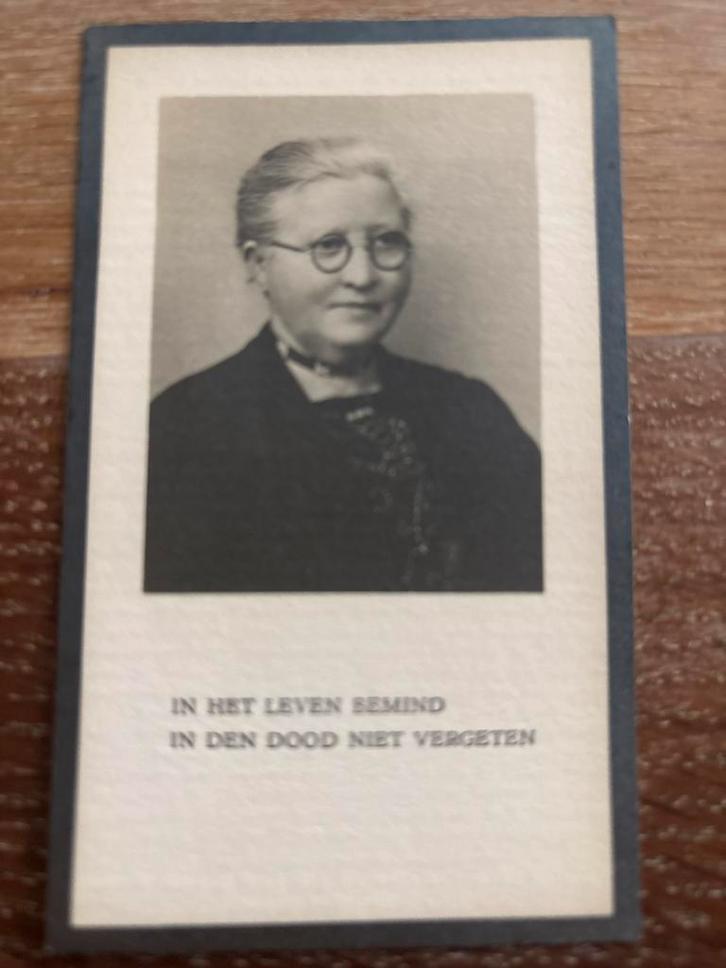 IN HET LEVEN BEMIND
IN DEN DOOD NIET VERGETEN